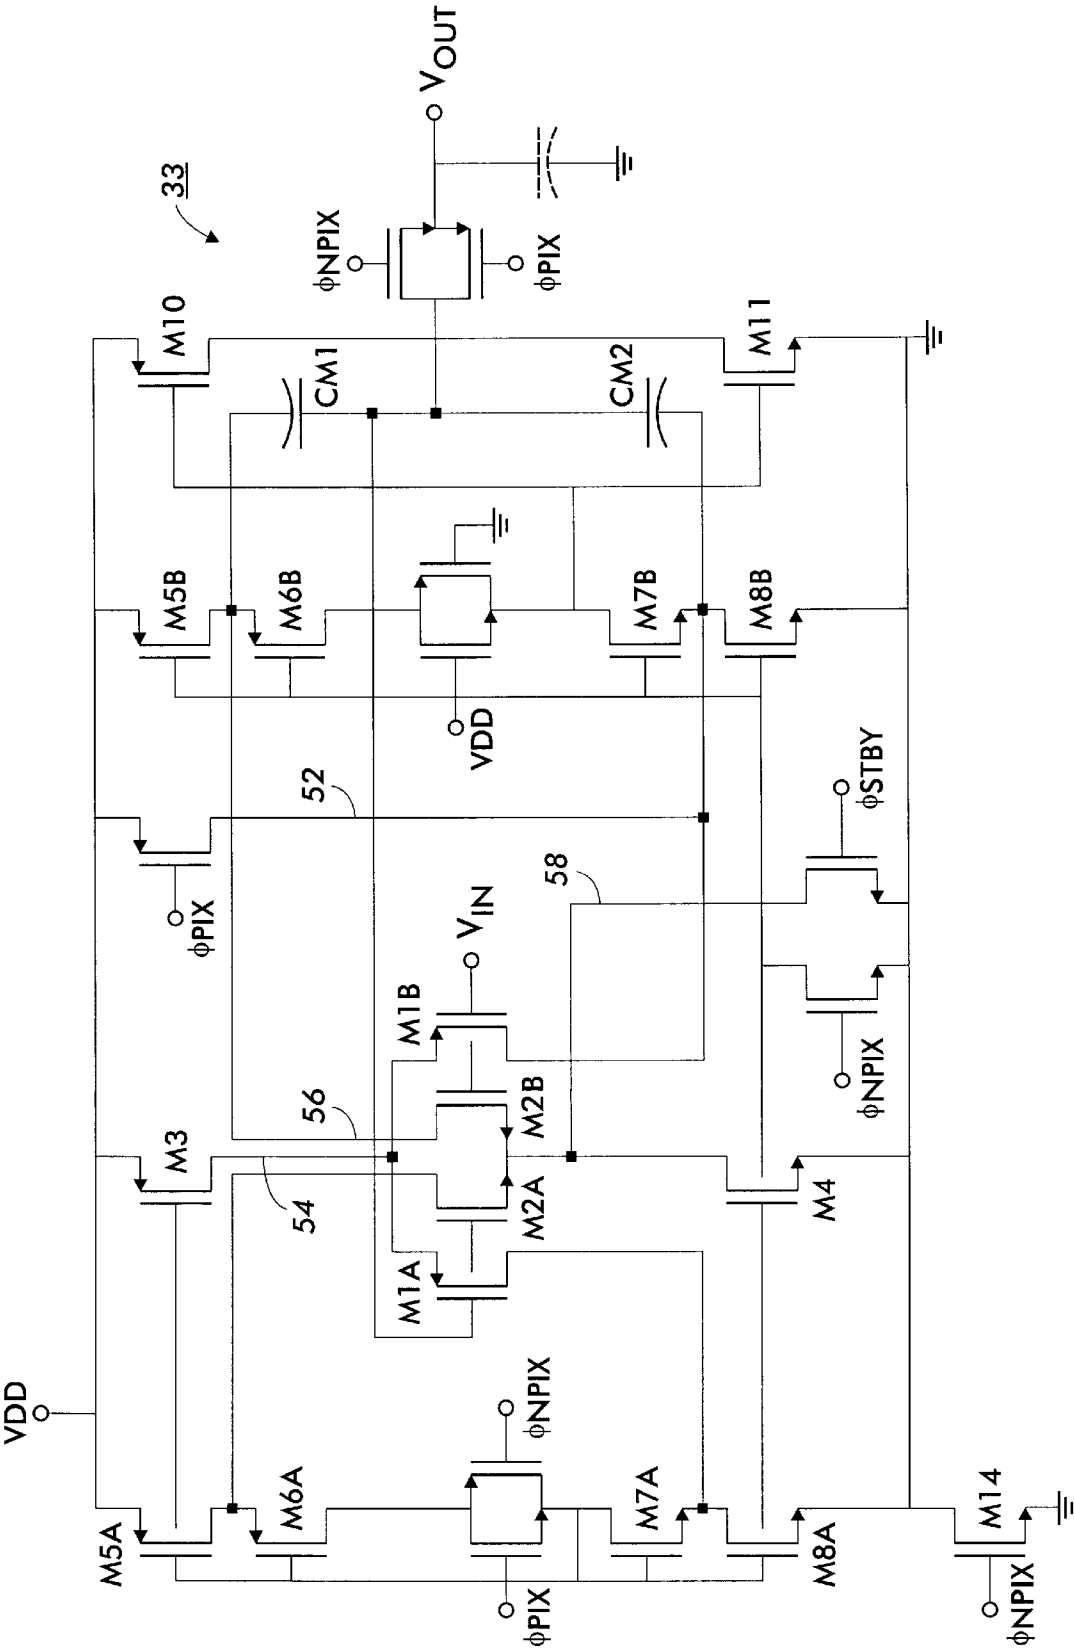 33
VOUT
ϕNPIX
ϕPIX
M10
CM1
CM2
M11
M5B
M6B
M7B
M8B
VDD
52
ϕPIX
58
ϕSTBY
VIN
M1B
ϕNPIX
56
M2B
M3
54
M2A
M4
M1A
VDD
ϕNPIX
M5A
M6A
M7A
M8A
M14
ϕPIX
ϕNPIX